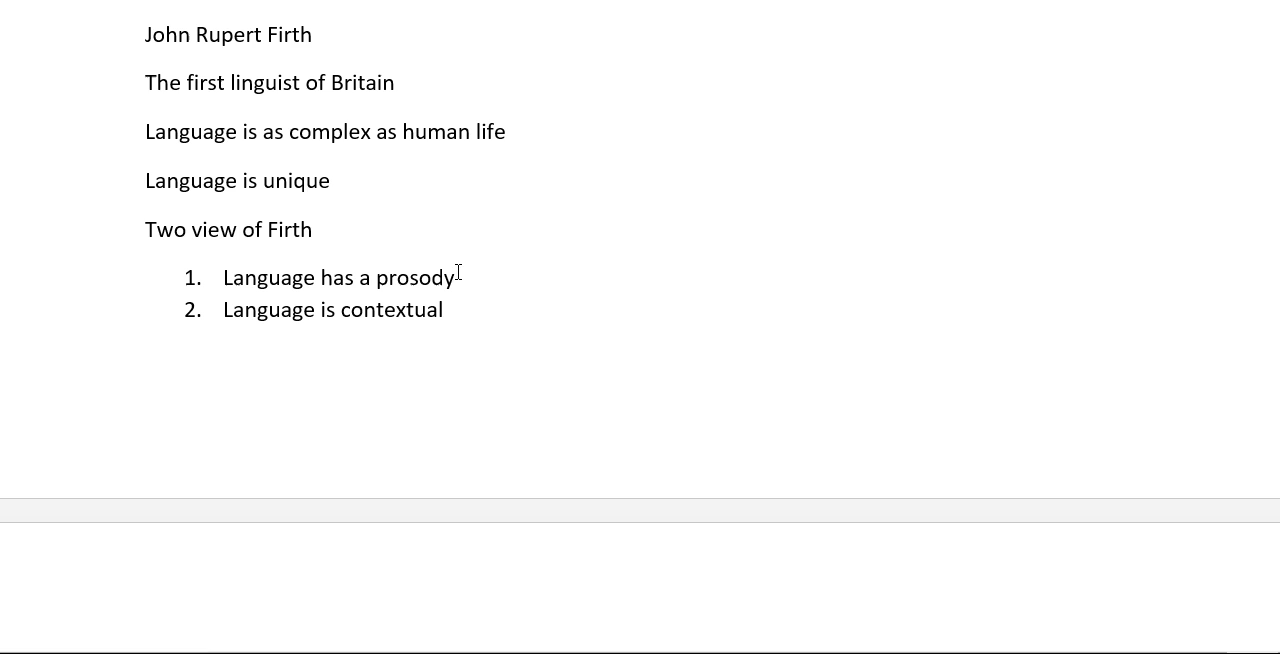 John Rupert Firth
The first linguist of Britain
Language is as complex as human life
Language is unique
Two view of Firth
1. Language has a prosody
2. Language is contextual